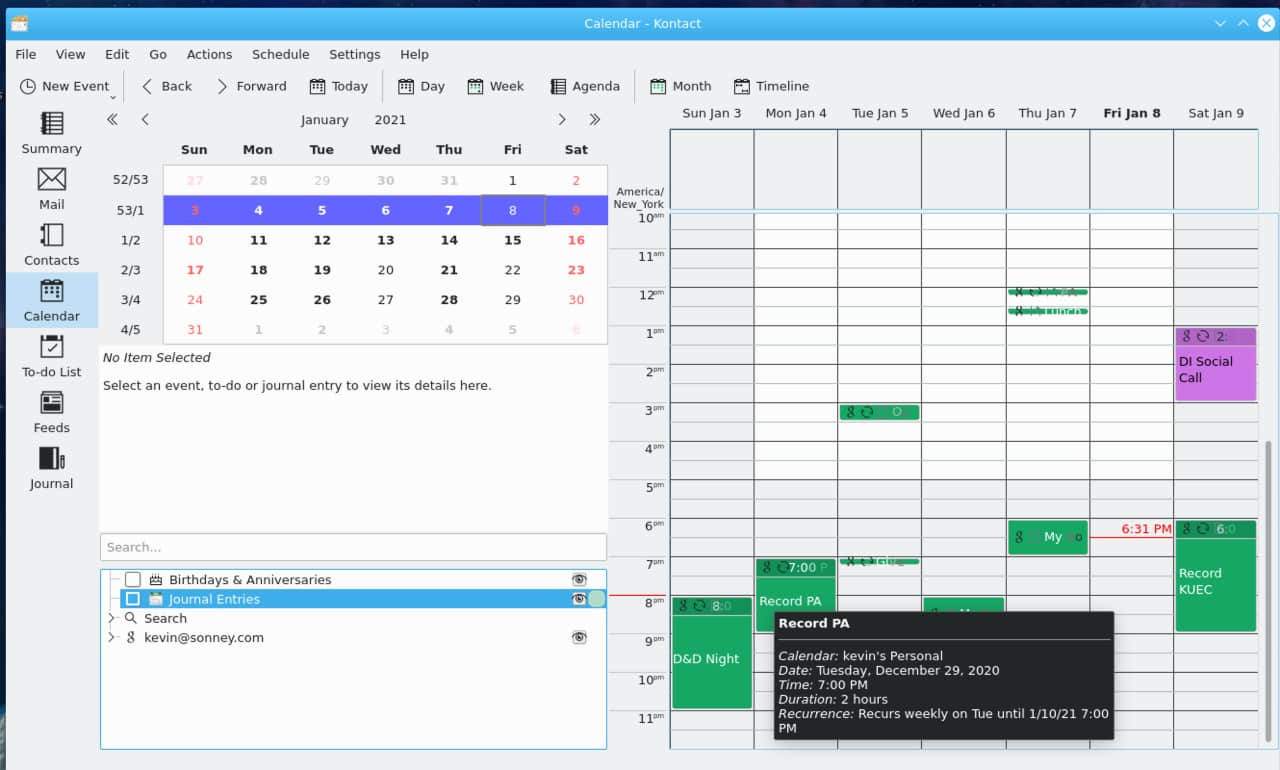 Calendar - Kontact
File View Edit Go Actions Schedule Settings Help
New Event Back Forward Today Day Week Agenda Month Timeline
Summary
Mail
Contacts
Calendar
To-do List
Feeds
Journal
January 2021
Sun Mon Tue Wed Thu Fri Sat
52/53 27 28 29 30 31 1 2
53/1 3 4 5 6 7 8 9
1/2 10 11 12 13 14 15 16
2/3 17 18 19 20 21 22 23
3/4 24 25 26 27 28 29 30
4/5 31 1 2 3 4 5 6
No Item Selected
Select an event, to-do or journal entry to view its details here.
Search...
Birthdays & Anniversaries
Journal Entries
Search
kevin@sonney.com
Sun Jan 3 Mon Jan 4 Tue Jan 5 Wed Jan 6 Thu Jan 7 Fri Jan 8 Sat Jan 9
America/
New_York
10am
11am
12pm
1pm
2pm
3pm
4pm
5pm
6pm
7pm
8pm
9pm
10pm
11pm
Lunch
2:
DI Social
Call
O
My
6:31 PM
6:0
Record
KUEC
7:00 P
Record PA
8:0
D&D Night
Record PA
Calendar: kevin's Personal
Date: Tuesday, December 29, 2020
Time: 7:00 PM
Duration: 2 hours
Recurrence: Recurs weekly on Tue until 1/10/21 7:00
PM